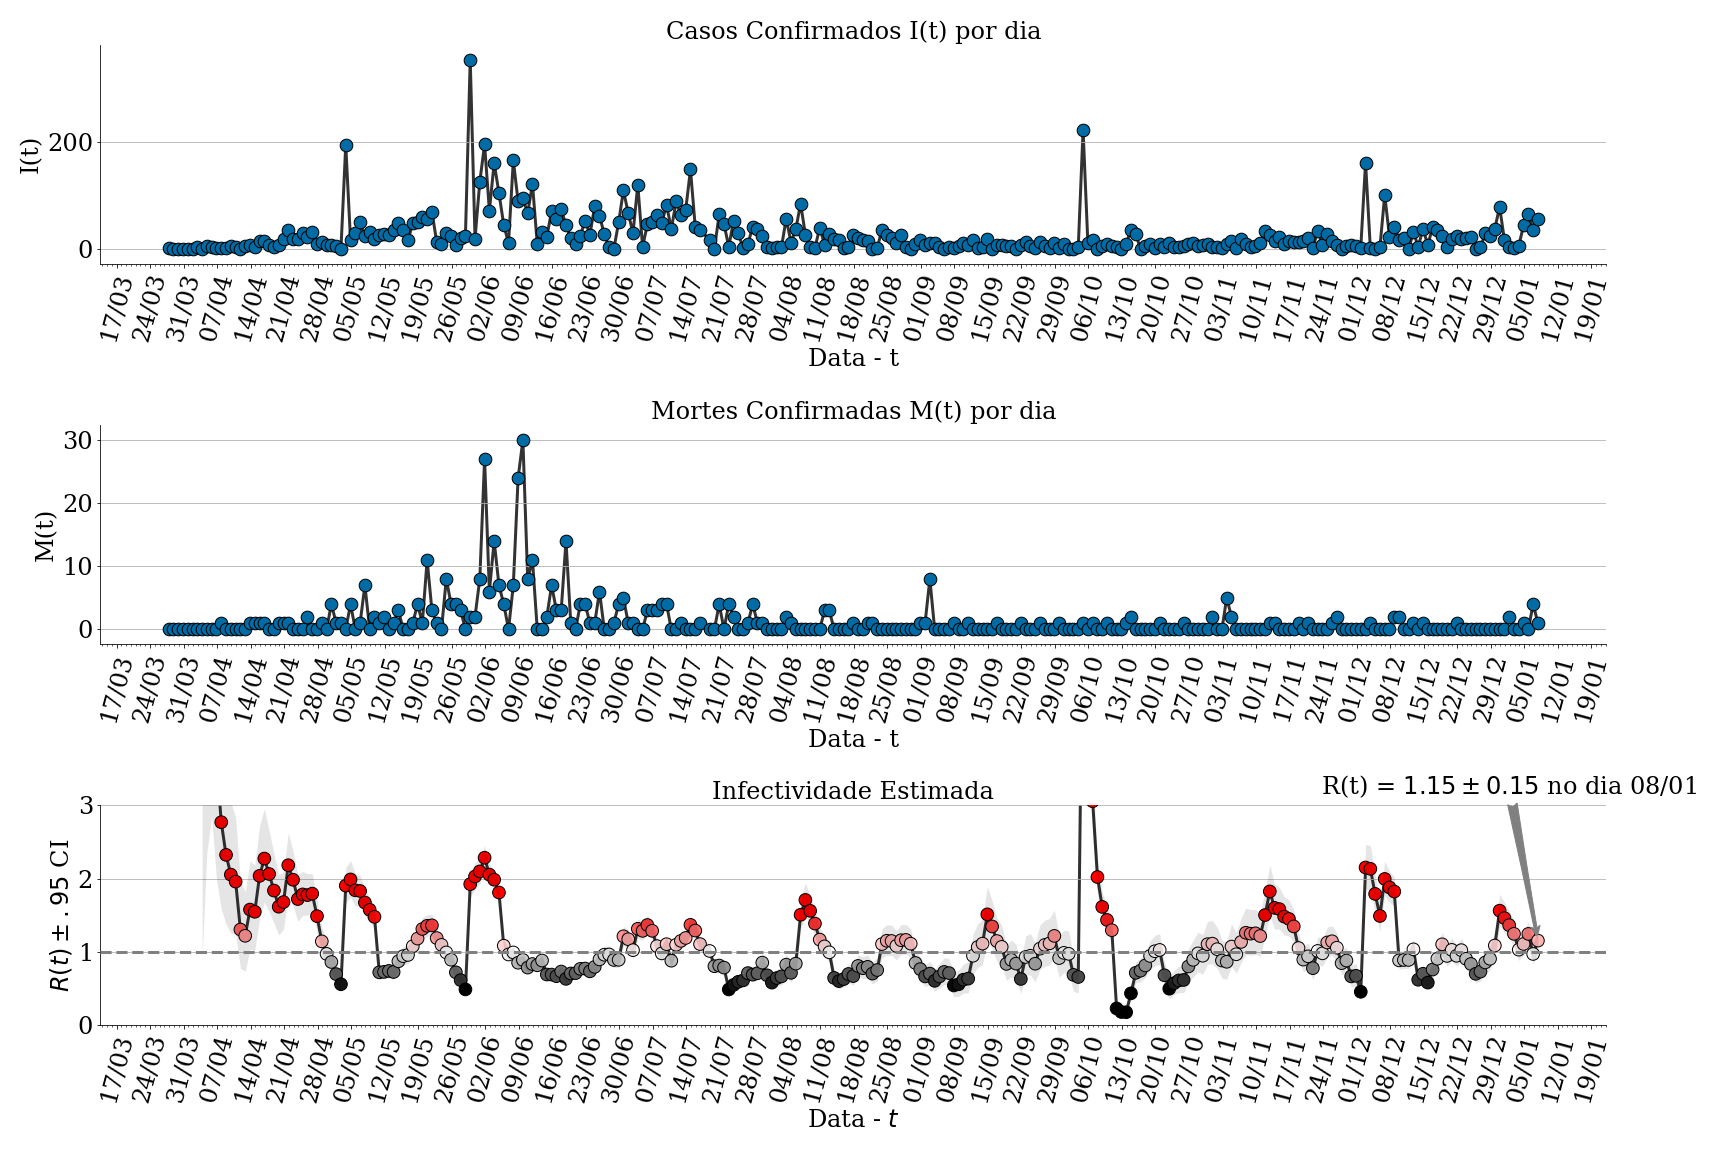 Casos Confirmados I(t) por dia
I(t)
200
0
17/03 24/03 31/03 07/04 14/04 21/04 28/04 05/05 12/05 19/05 26/05 02/06 09/06 16/06 23/06 30/06 07/07 14/07 21/07 28/07 04/08 11/08 18/08 25/08 01/09 08/09 15/09 22/09 29/09 06/10 13/10 20/10 27/10 03/11 10/11 17/11 24/11 01/12 08/12 15/12 22/12 29/12 05/01 12/01 19/01
Data - t
Mortes Confirmadas M(t) por dia
M(t)
30
20
10
0
17/03 24/03 31/03 07/04 14/04 21/04 28/04 05/05 12/05 19/05 26/05 02/06 09/06 16/06 23/06 30/06 07/07 14/07 21/07 28/07 04/08 11/08 18/08 25/08 01/09 08/09 15/09 22/09 29/09 06/10 13/10 20/10 27/10 03/11 10/11 17/11 24/11 01/12 08/12 15/12 22/12 29/12 05/01 12/01 19/01
Data - t
Infectividade Estimada
R(t) = 1.15 ± 0.15 no dia 08/01
R(t) ± .95 CI
3
2
1
0
17/03 24/03 31/03 07/04 14/04 21/04 28/04 05/05 12/05 19/05 26/05 02/06 09/06 16/06 23/06 30/06 07/07 14/07 21/07 28/07 04/08 11/08 18/08 25/08 01/09 08/09 15/09 22/09 29/09 06/10 13/10 20/10 27/10 03/11 10/11 17/11 24/11 01/12 08/12 15/12 22/12 29/12 05/01 12/01 19/01
Data - t